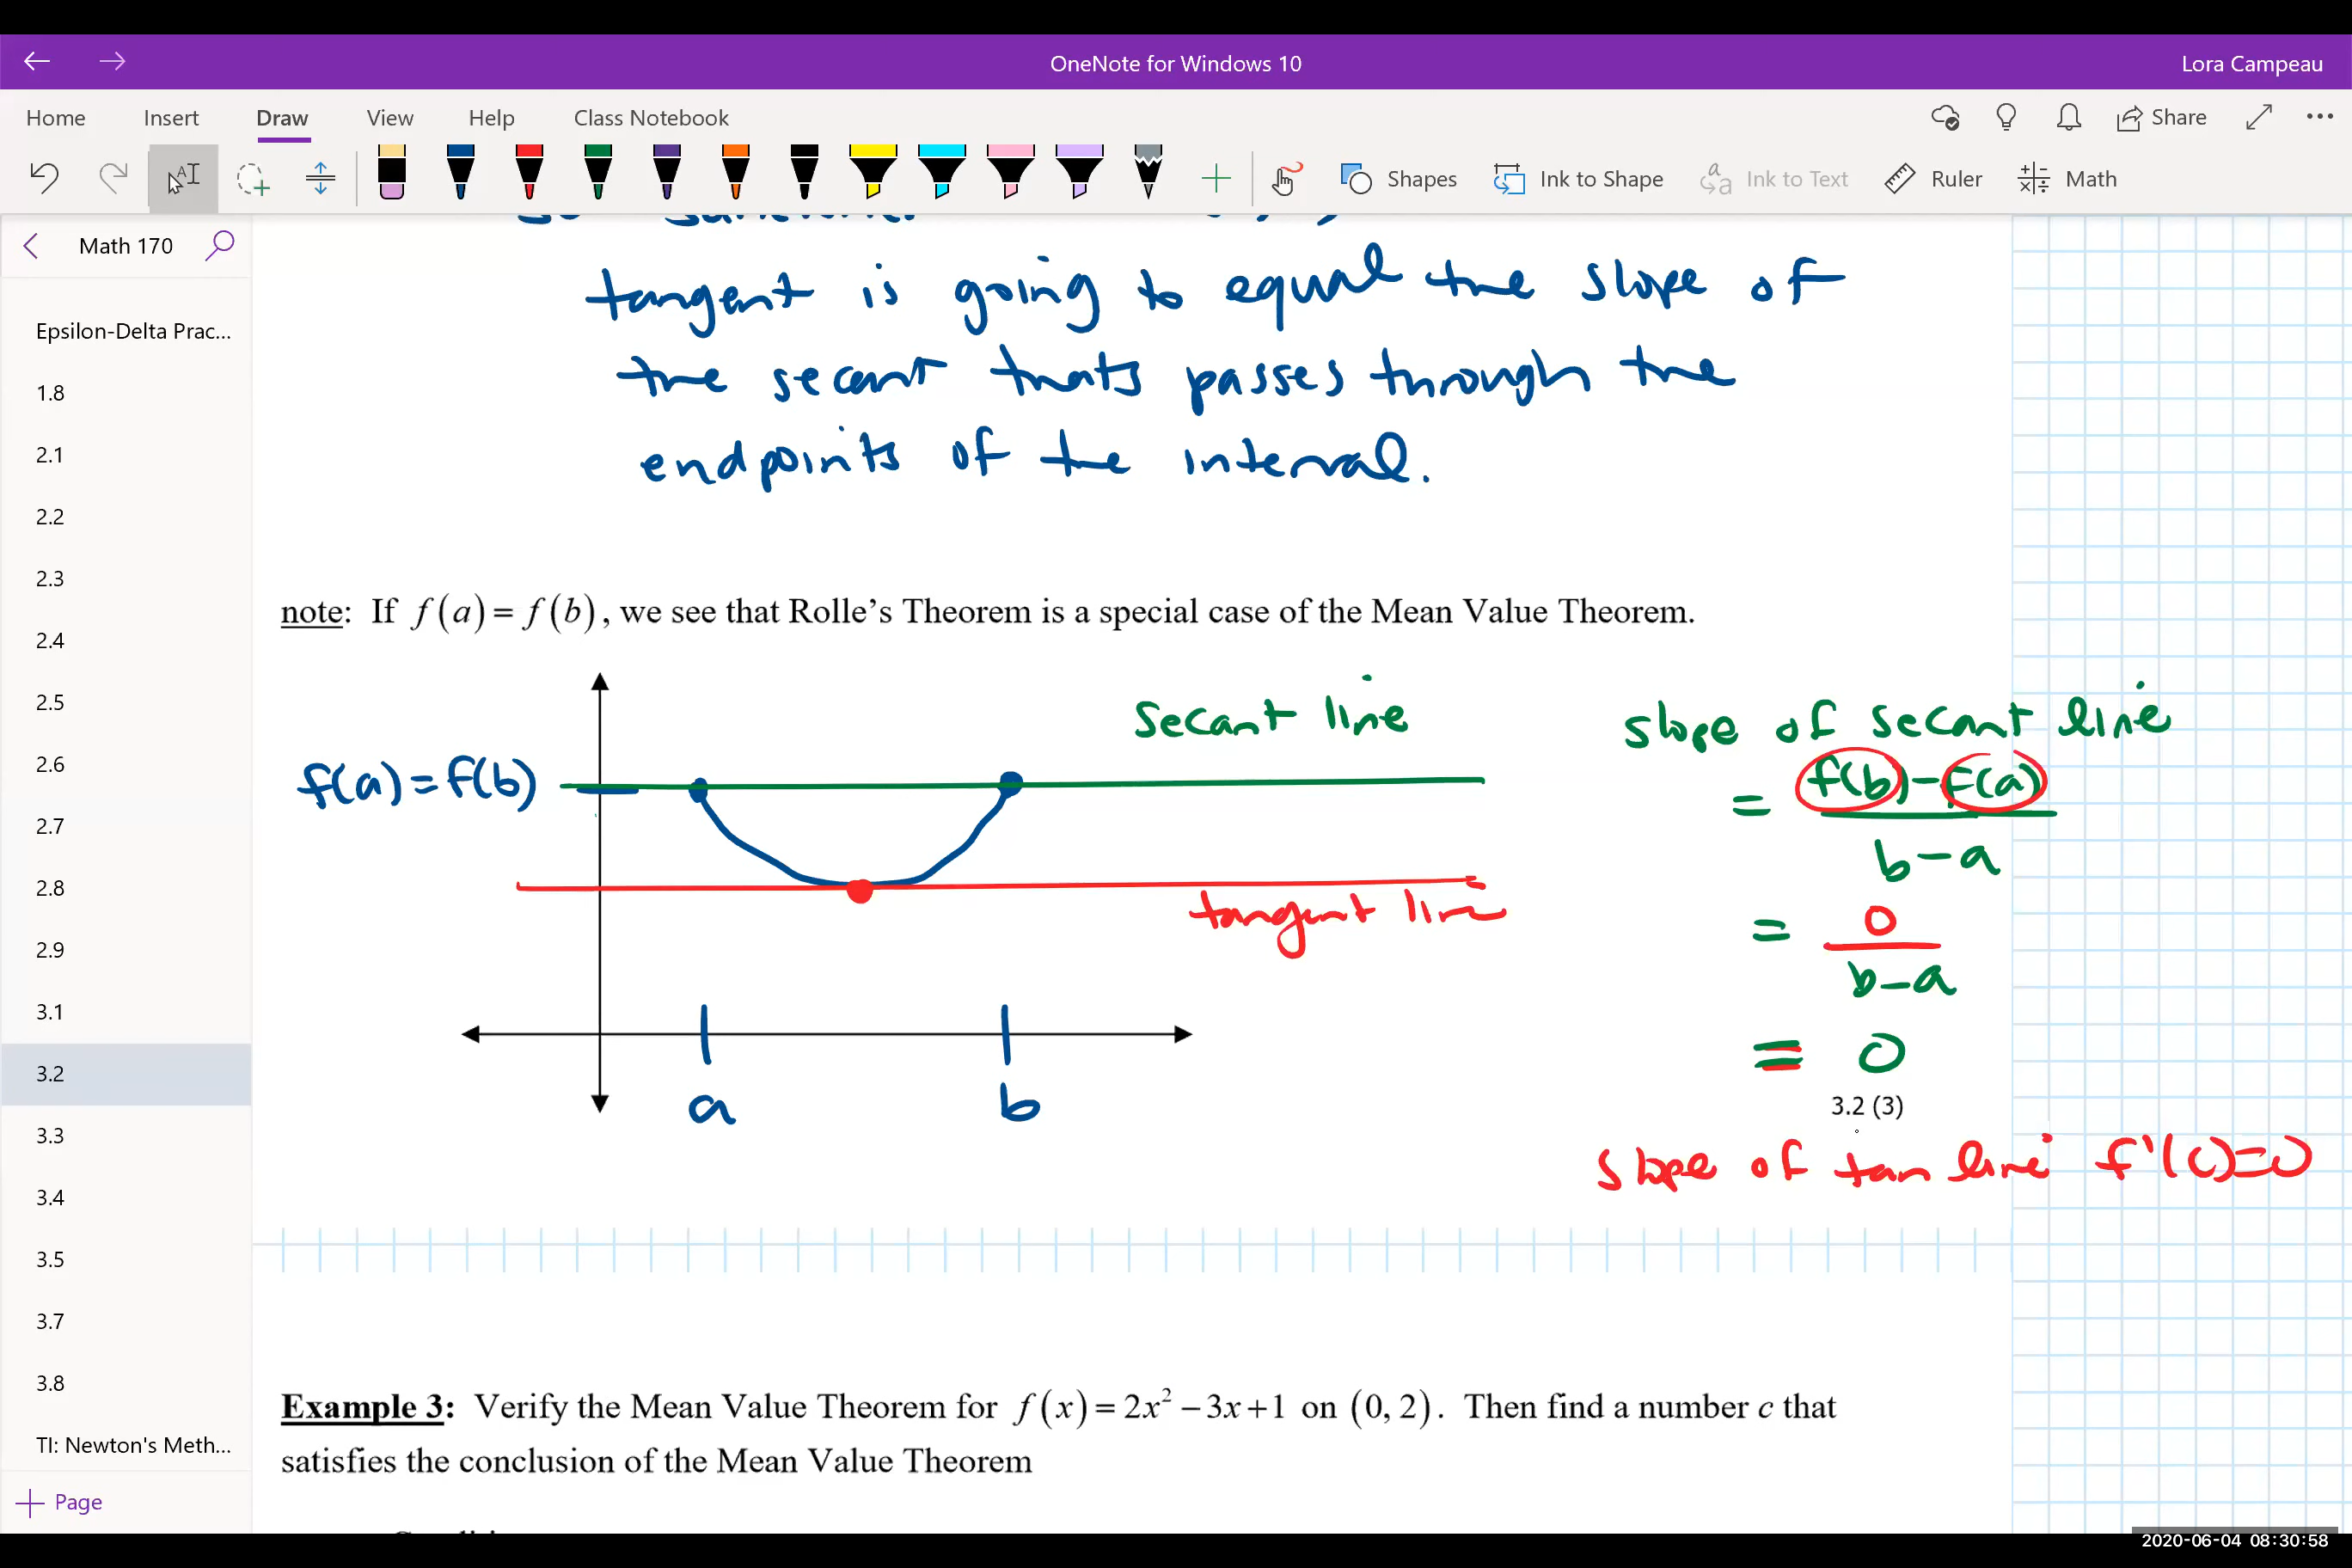 OneNote for Windows 10
Lora Campeau
Home Insert Draw View Help Class Notebook Share
Shapes Ink to Shape Ink to Text Ruler Math
Math 170
Epsilon-Delta Prac...
1.8
2.1
2.2
2.3
2.4
2.5
2.6
2.7
2.8
2.9
3.1
3.2
3.3
3.4
3.5
3.7
3.8
TI: Newton's Meth...
+ Page
tangent is going to equal the slope of
the secant thats passes through the
endpoints of the interval.
note: If f(a) = f(b), we see that Rolle's Theorem is a special case of the Mean Value Theorem.
secant line
f(a)=f(b)
tangent line
a b
slope of secant line
= f(b)-f(a)
b-a
= 0
b-a
= 0
3.2 (3)
slope of tan line f'(c)=0
Example 3: Verify the Mean Value Theorem for f(x) = 2x² − 3x + 1 on (0, 2). Then find a number c that
satisfies the conclusion of the Mean Value Theorem
2020-06-04 08:30:58